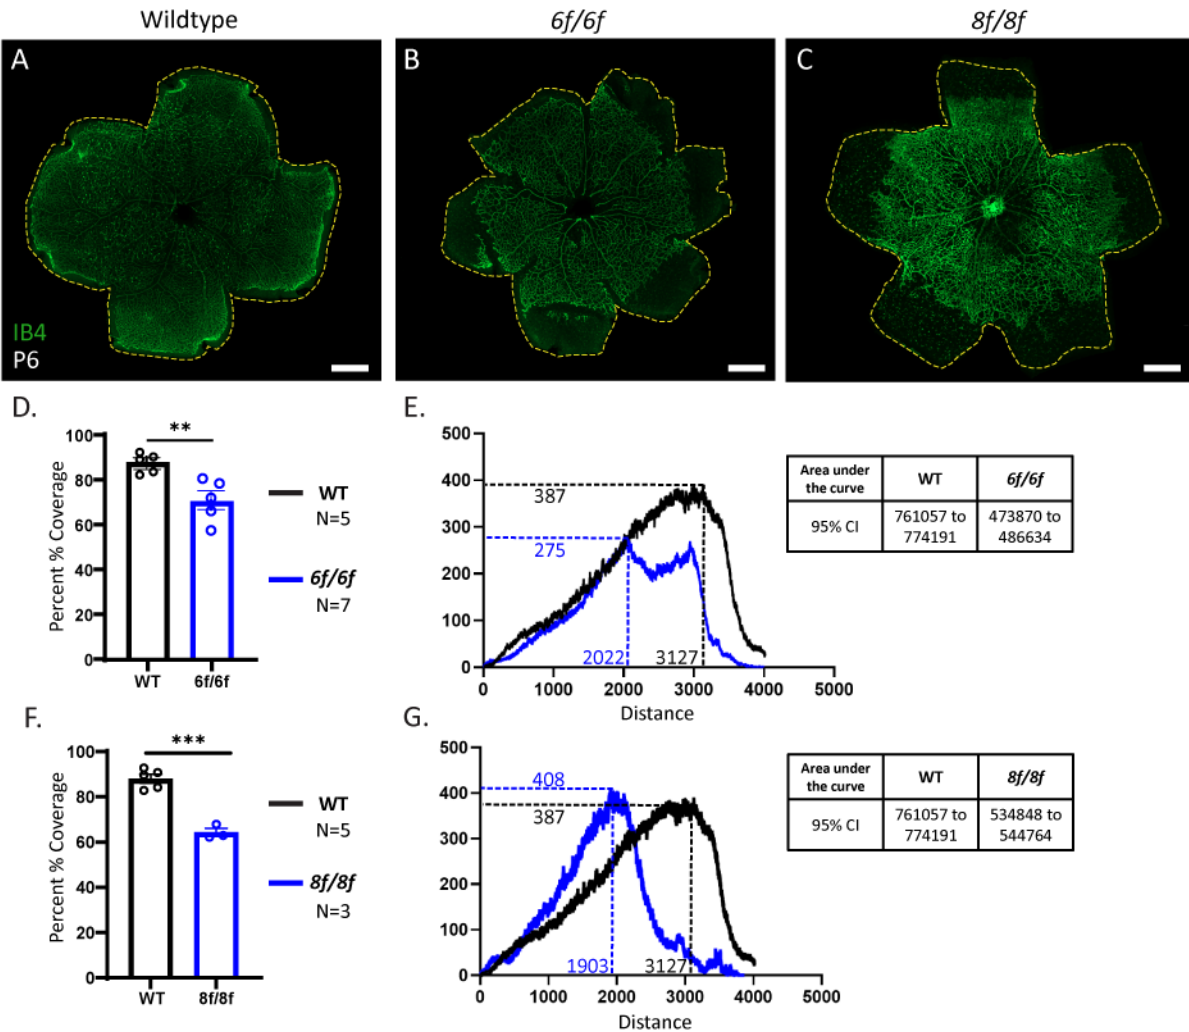 Wildtype
6f/6f
8f/8f
A
B
C
IB4
P6
D.
Percent % Coverage
100
80
60
40
20
0
WT
6f/6f
**
WT
N=5
6f/6f
N=7
E.
500
400
300
200
100
0
387
275
2022
3127
0
1000
2000
3000
4000
5000
Distance
Area under
the curve
WT
6f/6f
95% CI
761057 to
774191
473870 to
486634
F.
Percent % Coverage
100
80
60
40
20
0
WT
8f/8f
***
WT
N=5
8f/8f
N=3
G.
500
400
300
200
100
0
408
387
1903
3127
0
1000
2000
3000
4000
5000
Distance
Area under
the curve
WT
8f/8f
95% CI
761057 to
774191
534848 to
544764